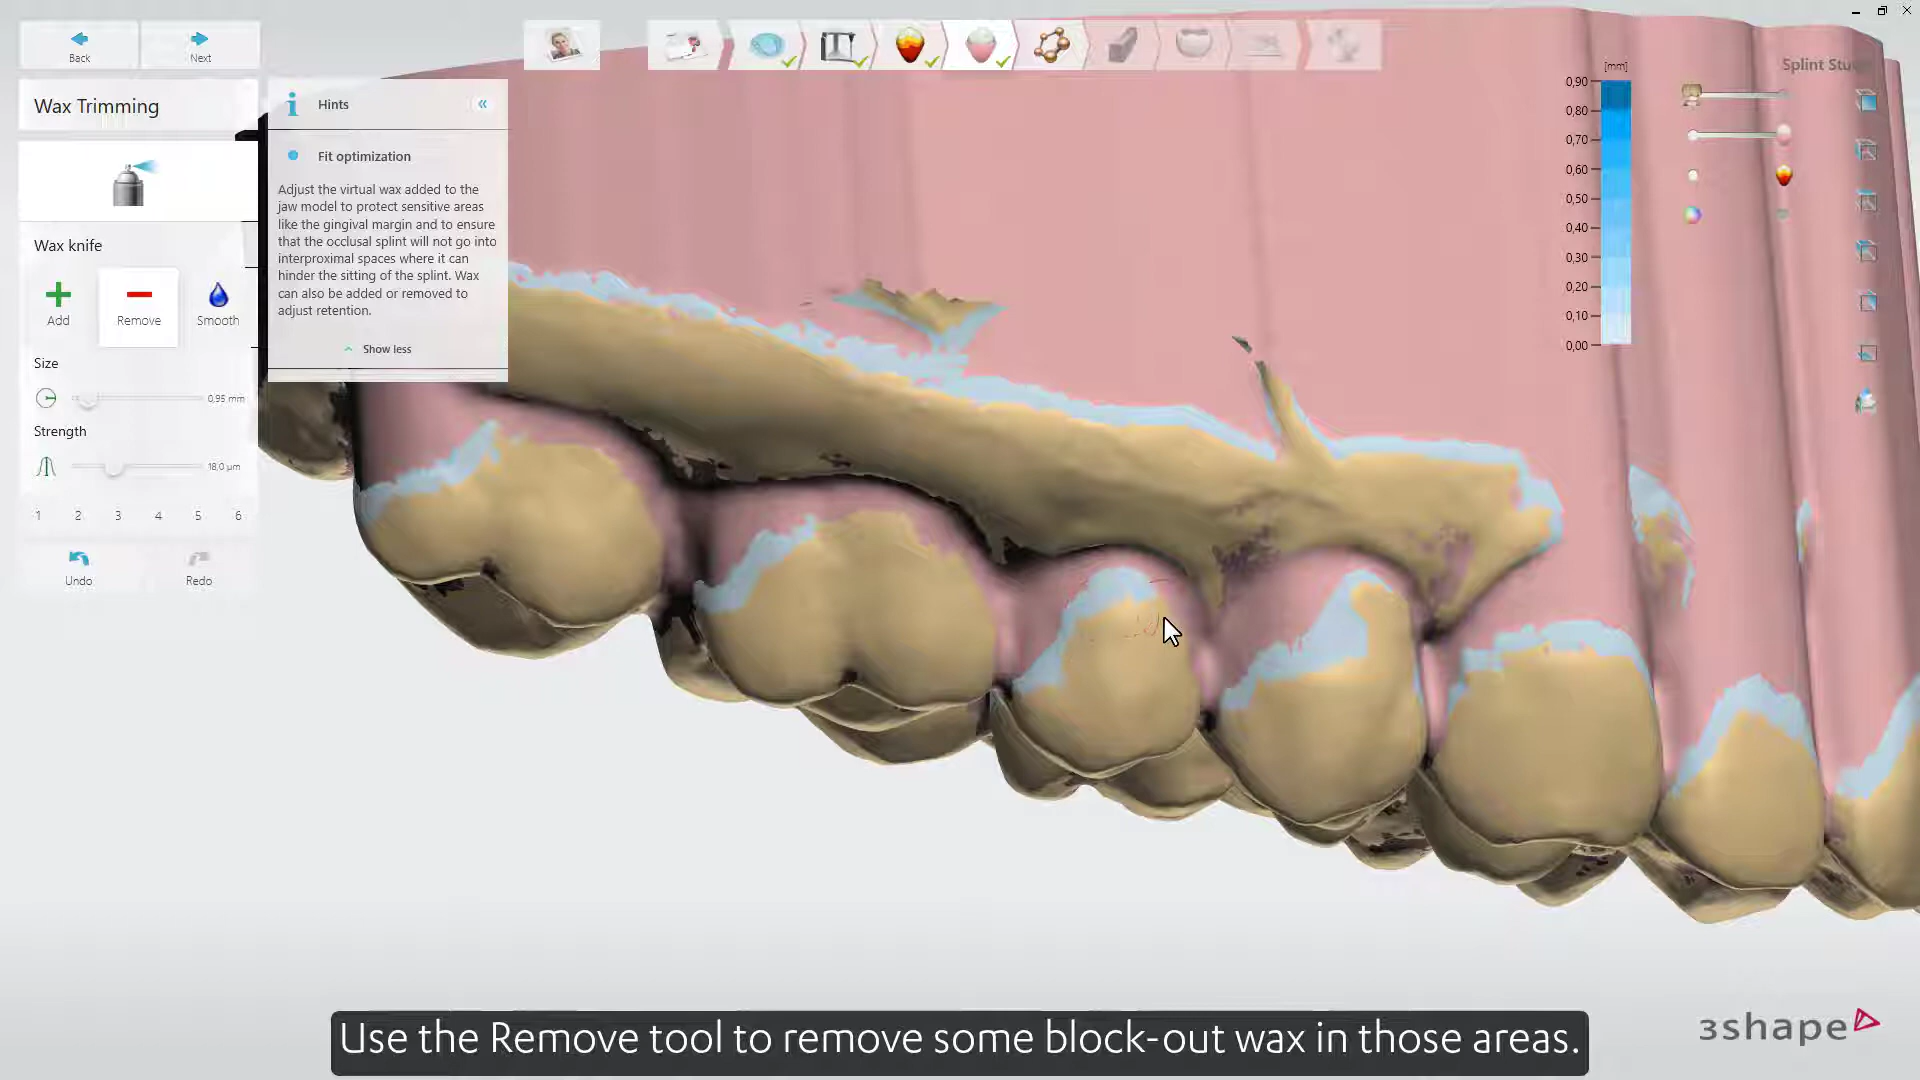 Back
Next
Wax Trimming
Wax knife
Add
Remove
Smooth
Size
0,95 mm
Strength
18,0 µm
1 2 3 4 5 6
Undo
Redo
Hints
Fit optimization
Adjust the virtual wax added to the
jaw model to protect sensitive areas
like the gingival margin and to ensure
that the occlusal splint will not go into
interproximal spaces where it can
hinder the sitting of the splint. Wax
can also be added or removed to
adjust retention.
Show less
[mm]
0,90
0,80
0,70
0,60
0,50
0,40
0,30
0,20
0,10
0,00
Splint
Use the Remove tool to remove some block-out wax in those areas.
3shape